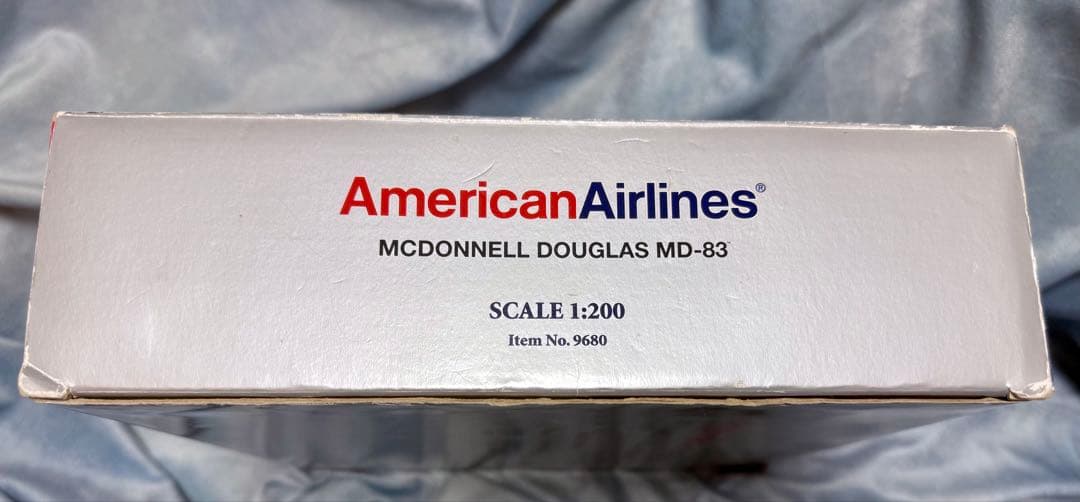 AmericanAirlines®
MCDONNELL DOUGLAS MD-83
SCALE 1:200
Item No. 9680